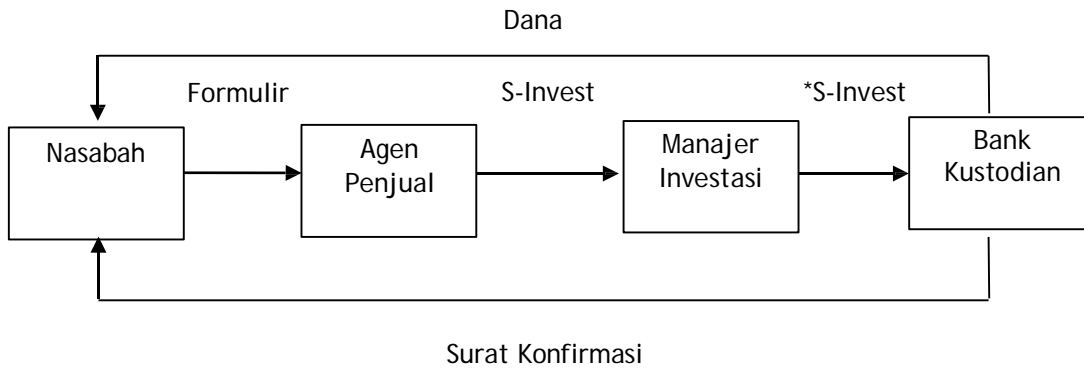 Dana
Formulir
S-Invest
*S-Invest
Nasabah
Agen
Penjual
Manajer
Investasi
Bank
Kustodian
Surat Konfirmasi